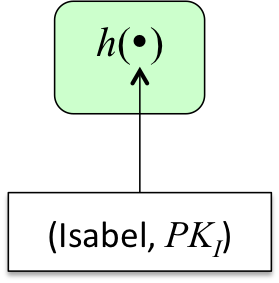 h(•)
(Isabel, PK_I)